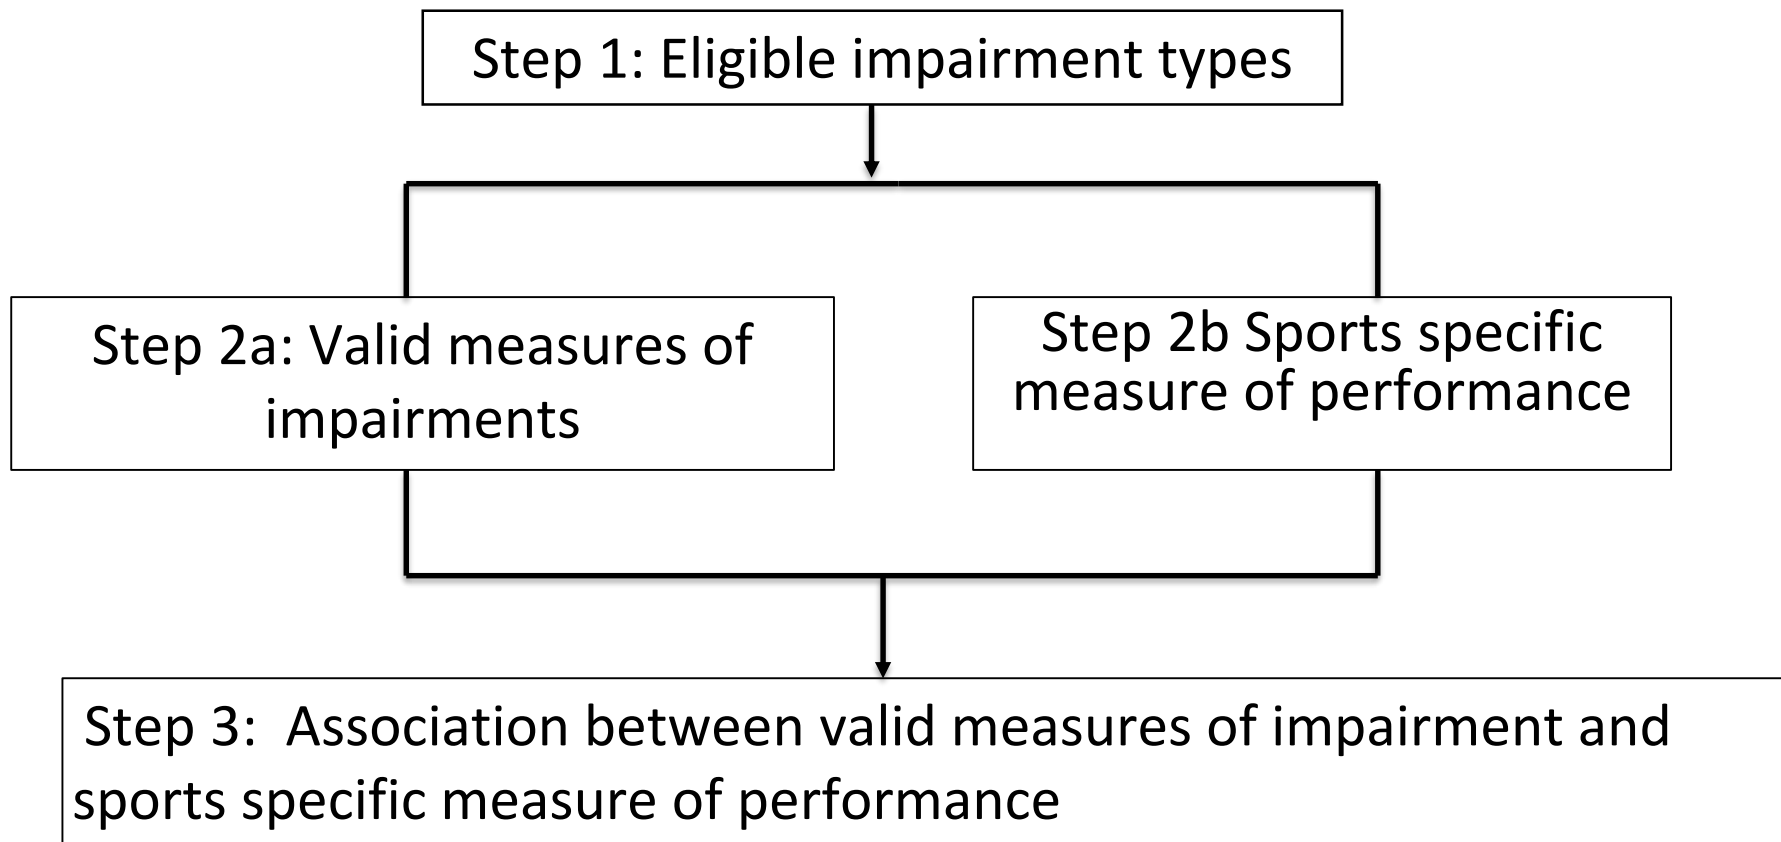 Step 1: Eligible impairment types
Step 2a: Valid measures of
impairments
Step 2b Sports specific
measure of performance
Step 3:  Association between valid measures of impairment and
sports specific measure of performance